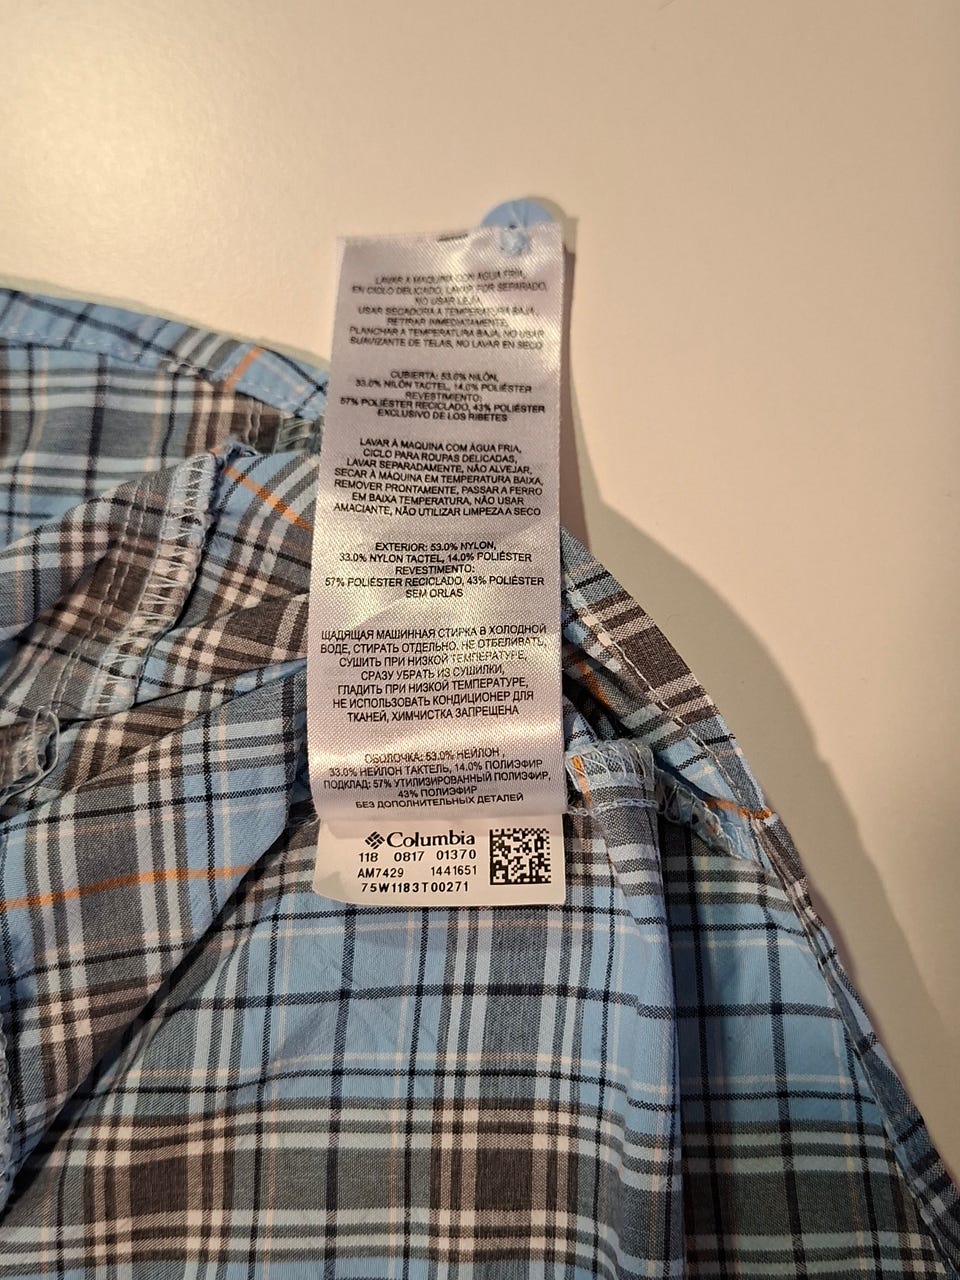 LAVAR A MAQUINA CON AGUA FRIA,
EN CICLO DELICADO, LAVAR POR SEPARADO,
NO USAR LEJIA,
USAR SECADORA A TEMPERATURA BAJA,
RETIRAR INMEDIATAMENTE,
PLANCHAR A TEMPERATURA BAJA, NO USAR
SUAVIZANTE DE TELAS, NO LAVAR EN SECO
CUBIERTA: 53.0% NILÓN,
33.0% NILÓN TACTEL, 14.0% POLIÉSTER
REVESTIMIENTO:
57% POLIÉSTER RECICLADO, 43% POLIÉSTER
EXCLUSIVO DE LOS RIBETES
LAVAR À MAQUINA COM ÁGUA FRIA,
CICLO PARA ROUPAS DELICADAS,
LAVAR SEPARADAMENTE, NÃO ALVEJAR,
SECAR À MÁQUINA EM TEMPERATURA BAIXA,
REMOVER PRONTAMENTE, PASSAR A FERRO
EM BAIXA TEMPERATURA, NÃO USAR
AMACIANTE, NÃO UTILIZAR LIMPEZA A SECO
EXTERIOR: 53.0% NYLON,
33.0% NYLON TACTEL, 14.0% POLIÉSTER
REVESTIMENTO:
57% POLIÉSTER RECICLADO, 43% POLIÉSTER
SEM ORLAS
ЩАДЯЩАЯ МАШИННАЯ СТИРКА В ХОЛОДНОЙ
ВОДЕ, СТИРАТЬ ОТДЕЛЬНО, НЕ ОТБЕЛИВАТЬ,
СУШИТЬ ПРИ НИЗКОЙ ТЕМПЕРАТУРЕ,
СРАЗУ УБРАТЬ ИЗ СУШИЛКИ,
ГЛАДИТЬ ПРИ НИЗКОЙ ТЕМПЕРАТУРЕ,
НЕ ИСПОЛЬЗОВАТЬ КОНДИЦИОНЕР ДЛЯ
ТКАНЕЙ, ХИМЧИСТКА ЗАПРЕЩЕНА
ОБОЛОЧКА: 53.0% НЕЙЛОН ,
33.0% НЕЙЛОН ТАКТЕЛЬ, 14.0% ПОЛИЭФИР
ПОДКЛАД: 57% УТИЛИЗИРОВАННЫЙ ПОЛИЭФИР,
43% ПОЛИЭФИР
БЕЗ ДОПОЛНИТЕЛЬНЫХ ДЕТАЛЕЙ
Columbia
118 0817 01370
AM7429 1441651
75W1183T00271